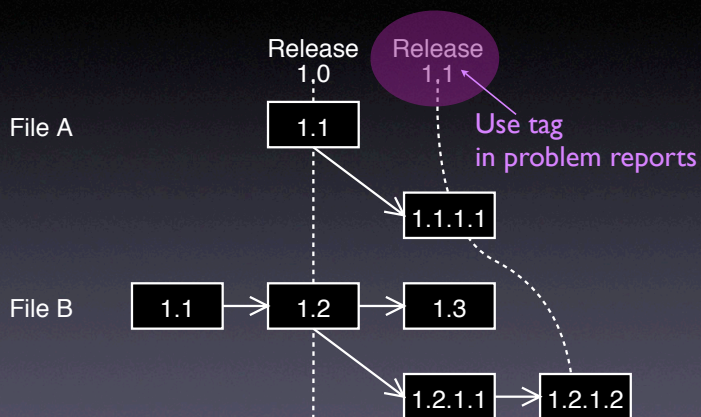 Release
1.0
Release
1.1
File A
1.1
Use tag
in problem reports
1.1.1.1
File B
1.1
1.2
1.3
1.2.1.1
1.2.1.2